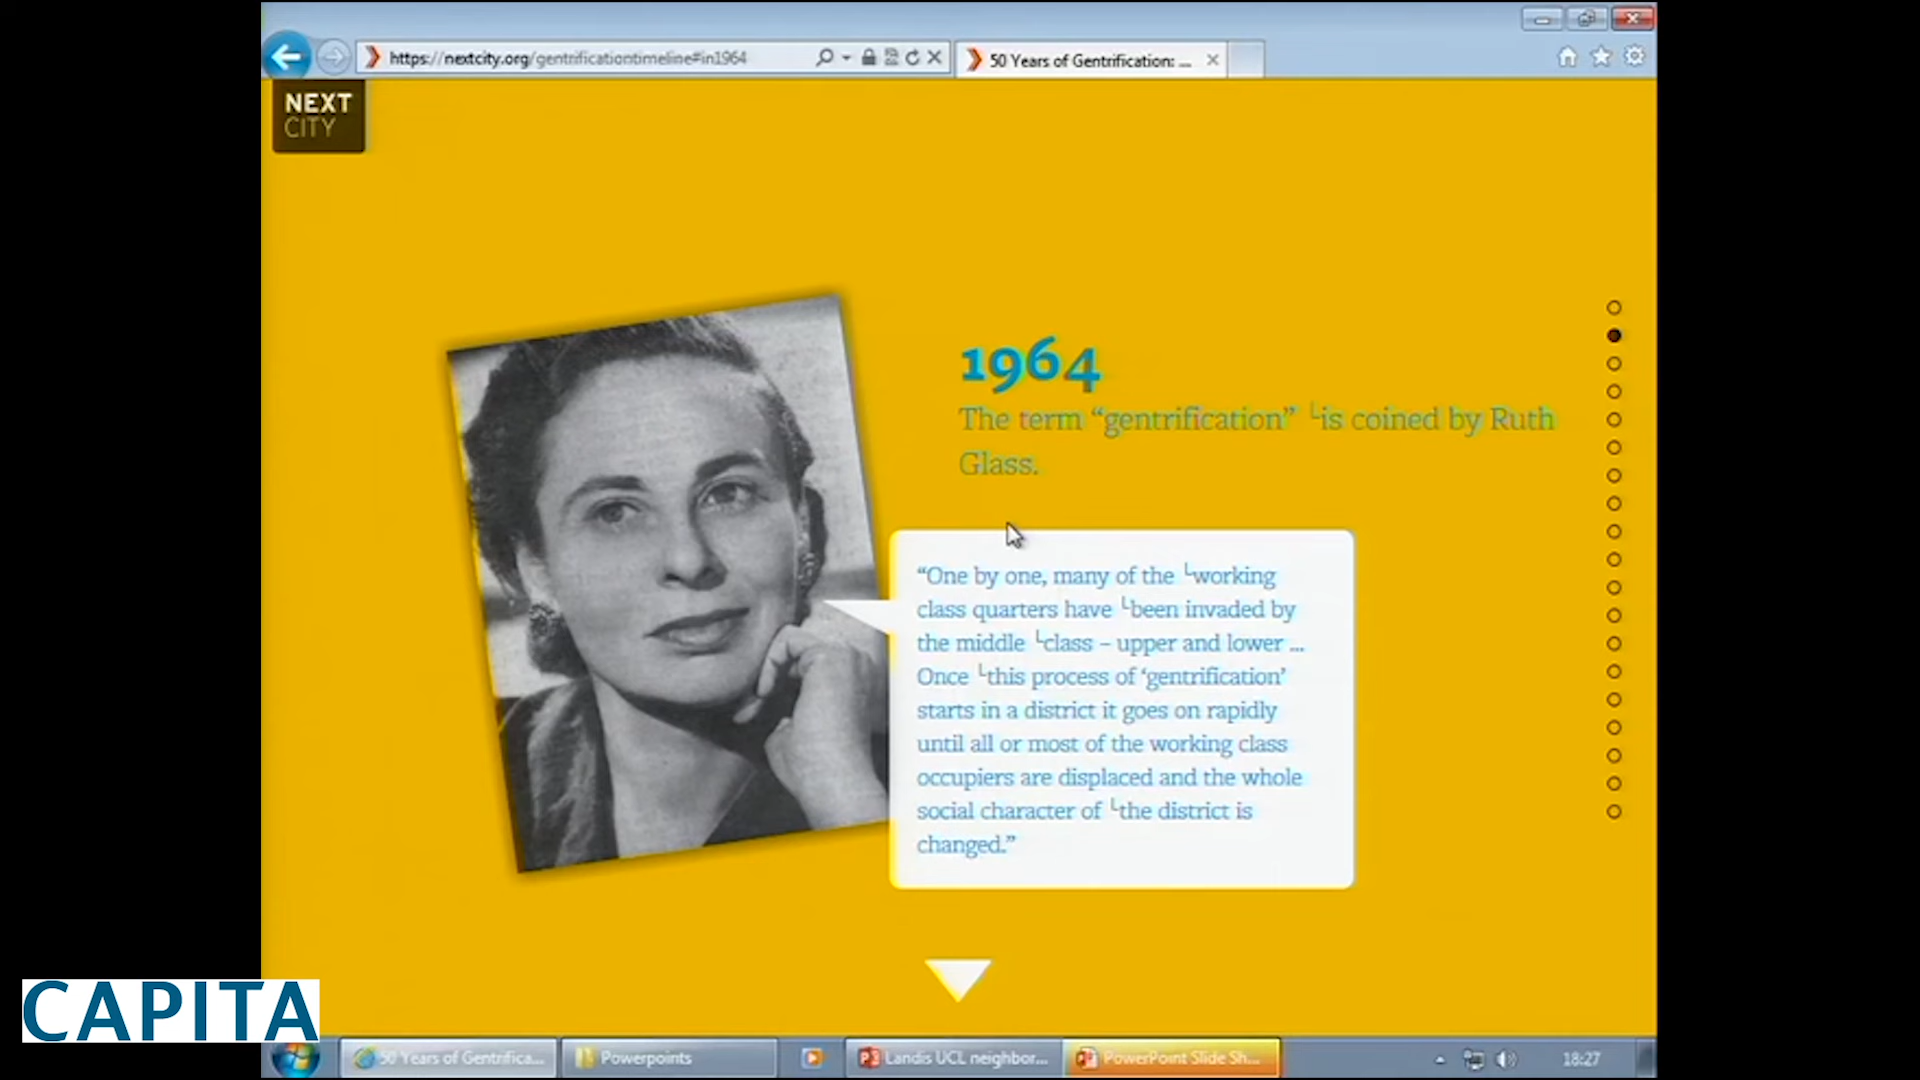 https://nextcity.org/gentrificationtimeline#in1964
50 Years of Gentrification: ...
NEXT
CITY
1964
The term “gentrification” └is coined by Ruth
Glass.
“One by one, many of the └working
class quarters have └been invaded by
the middle └class – upper and lower ...
Once └this process of ‘gentrification’
starts in a district it goes on rapidly
until all or most of the working class
occupiers are displaced and the whole
social character of └the district is
changed.”
CAPITA
50 Years of Gentrifica...
Powerpoints
Landis UCL neighbor...
PowerPoint Slide Sh...
18:27